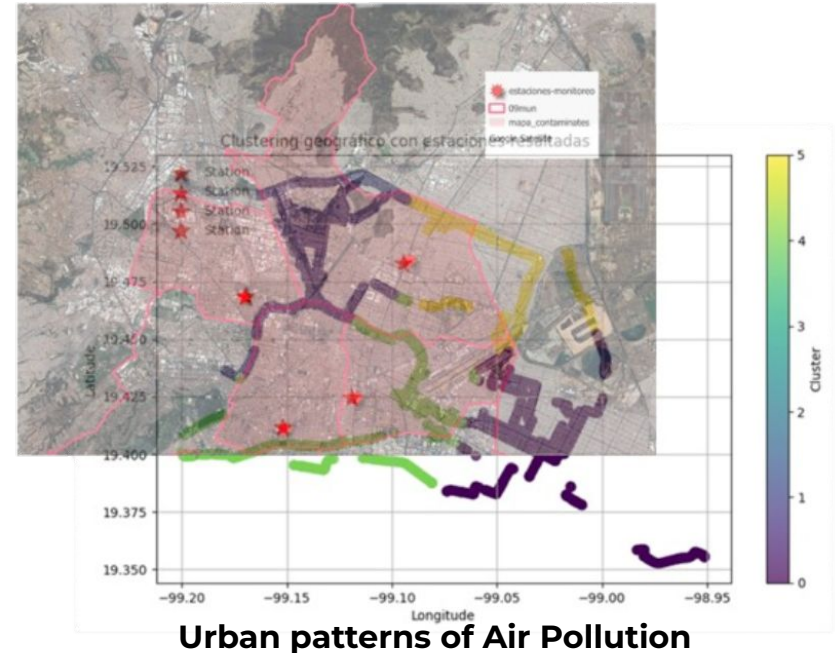 estaciones-monitoreo
09mun
mapa_contaminates
Google Satellite
Clustering geográfico con estaciones resaltadas
Station
Station
Station
Station
19.525
19.500
19.475
19.450
19.425
19.400
19.375
19.350
Latitude
−99.20
−99.15
−99.10
−99.05
−99.00
−98.95
Longitude
5
4
3
2
1
0
Cluster
Urban patterns of Air Pollution